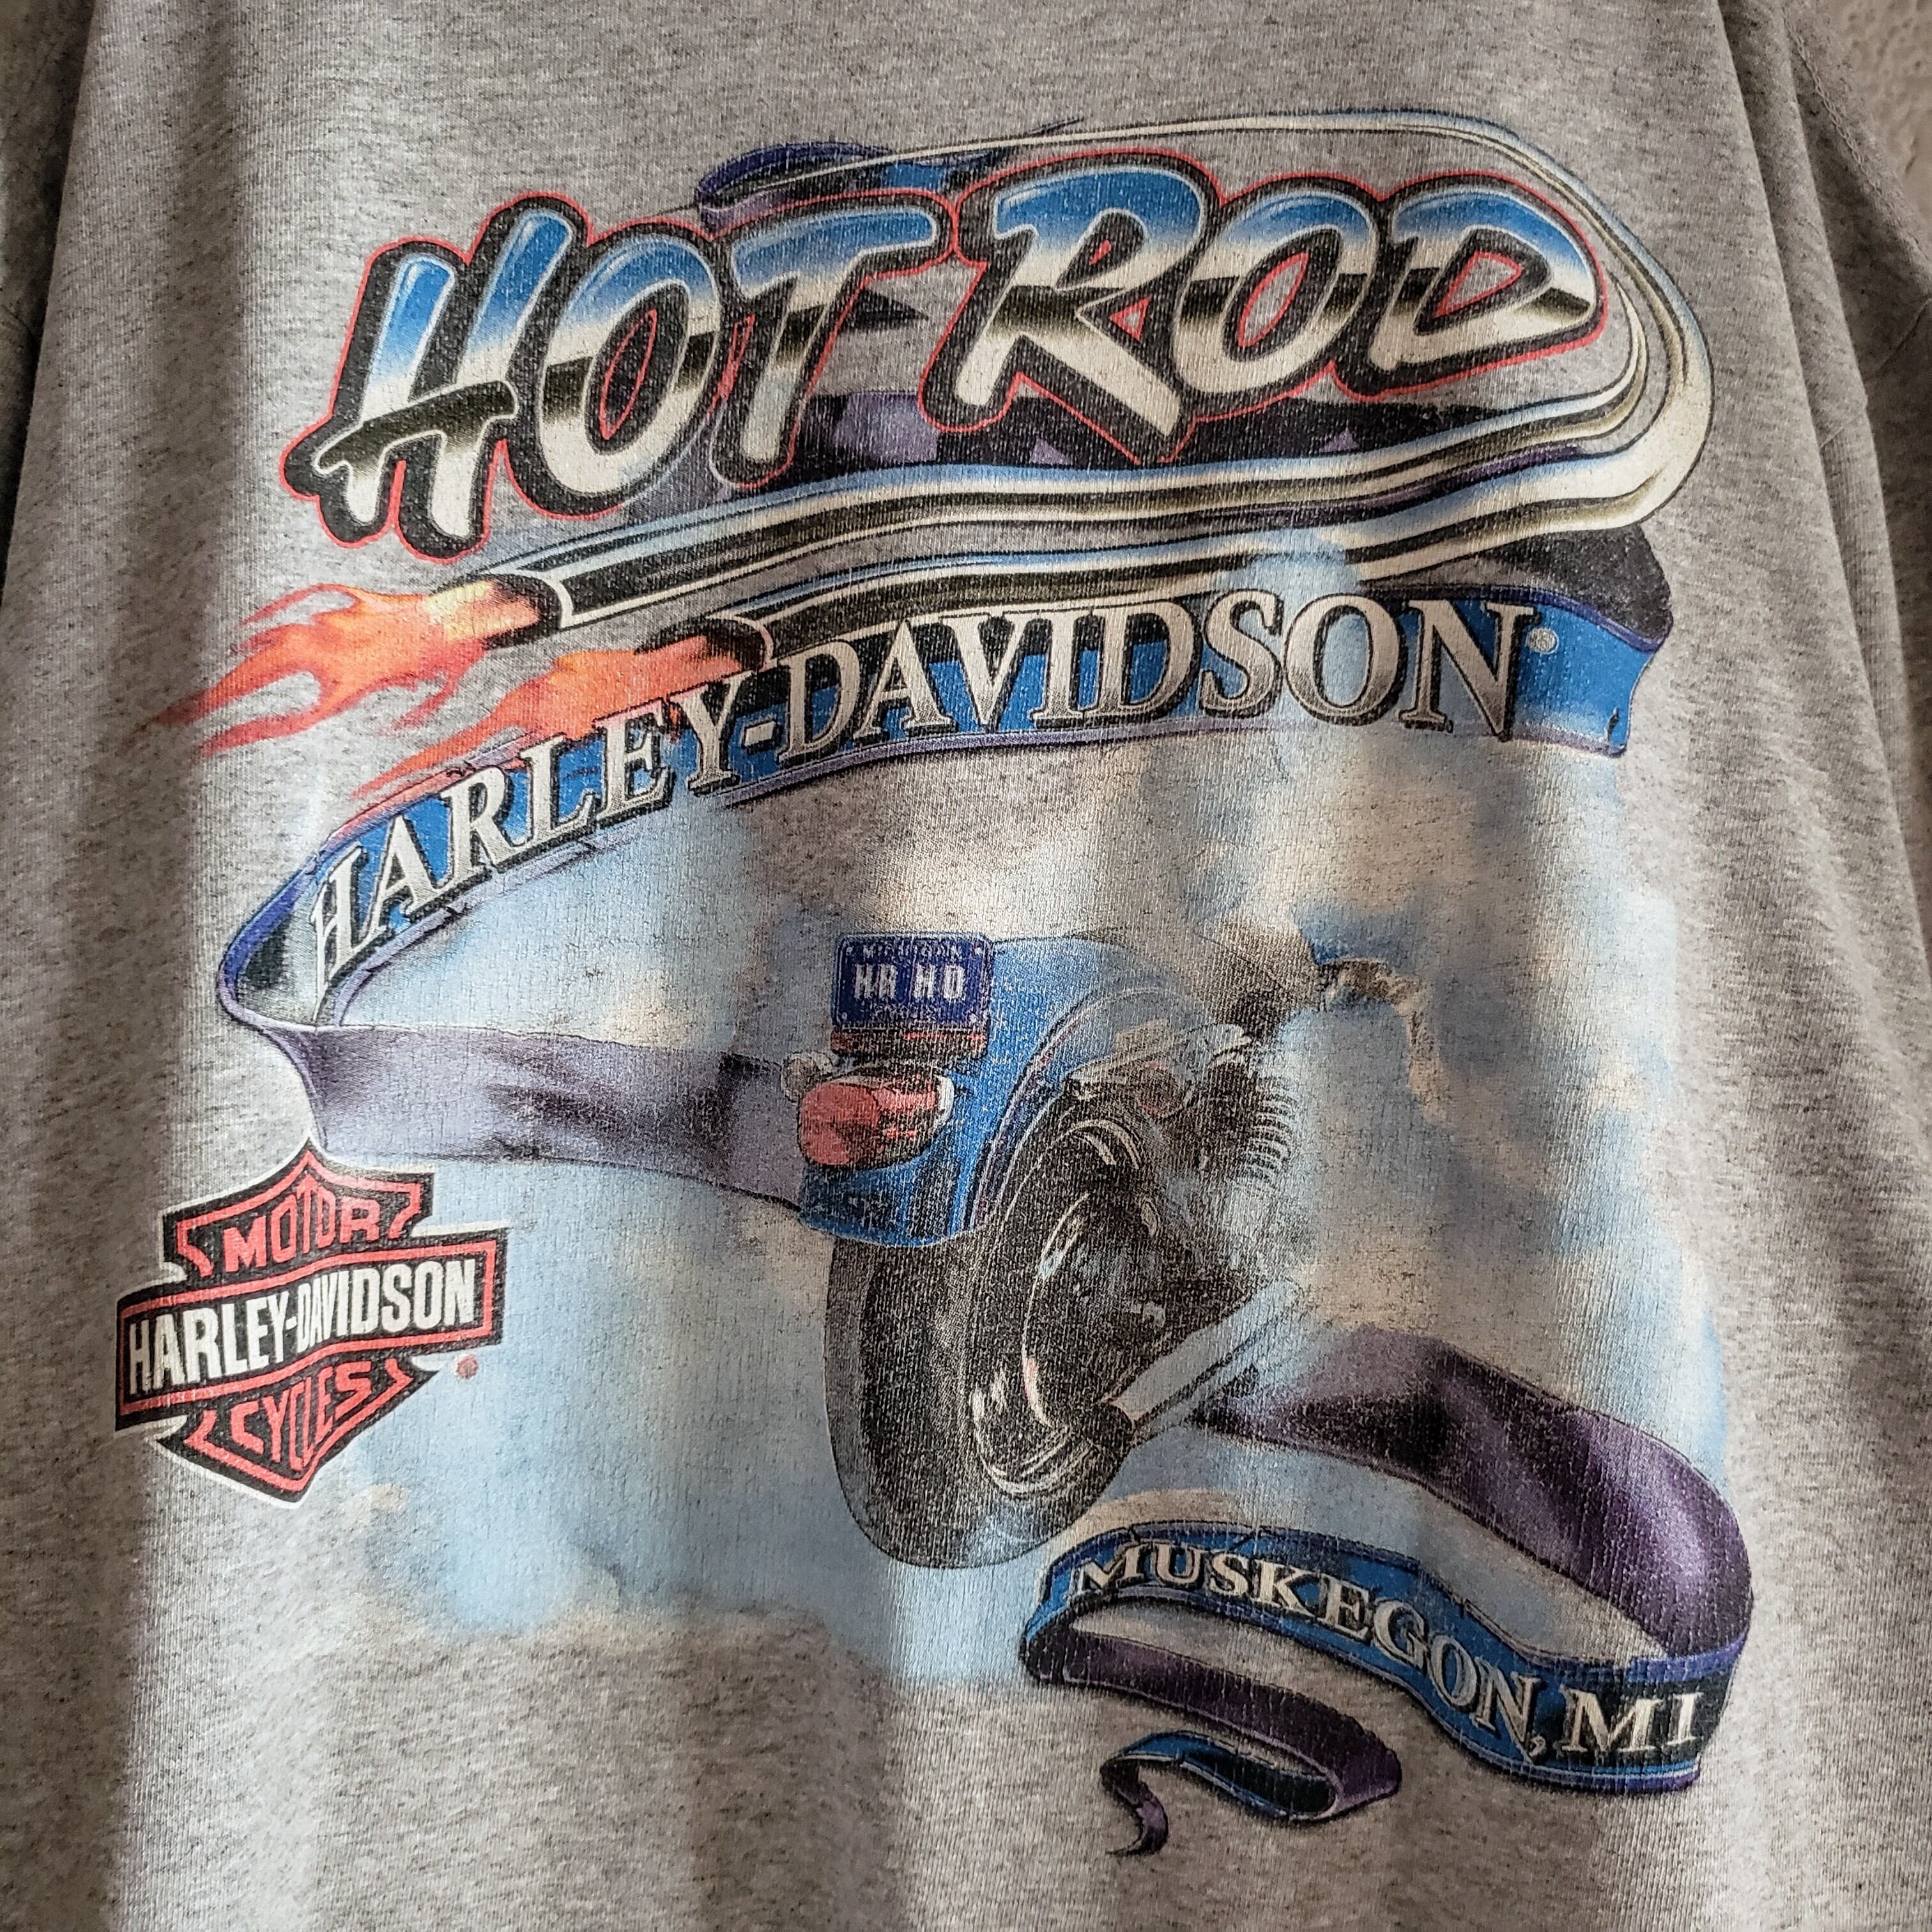 HOT ROD
HARLEY-DAVIDSON®
HR HD
MOTOR
HARLEY-DAVIDSON
CYCLES
®
MUSKEGON, MI